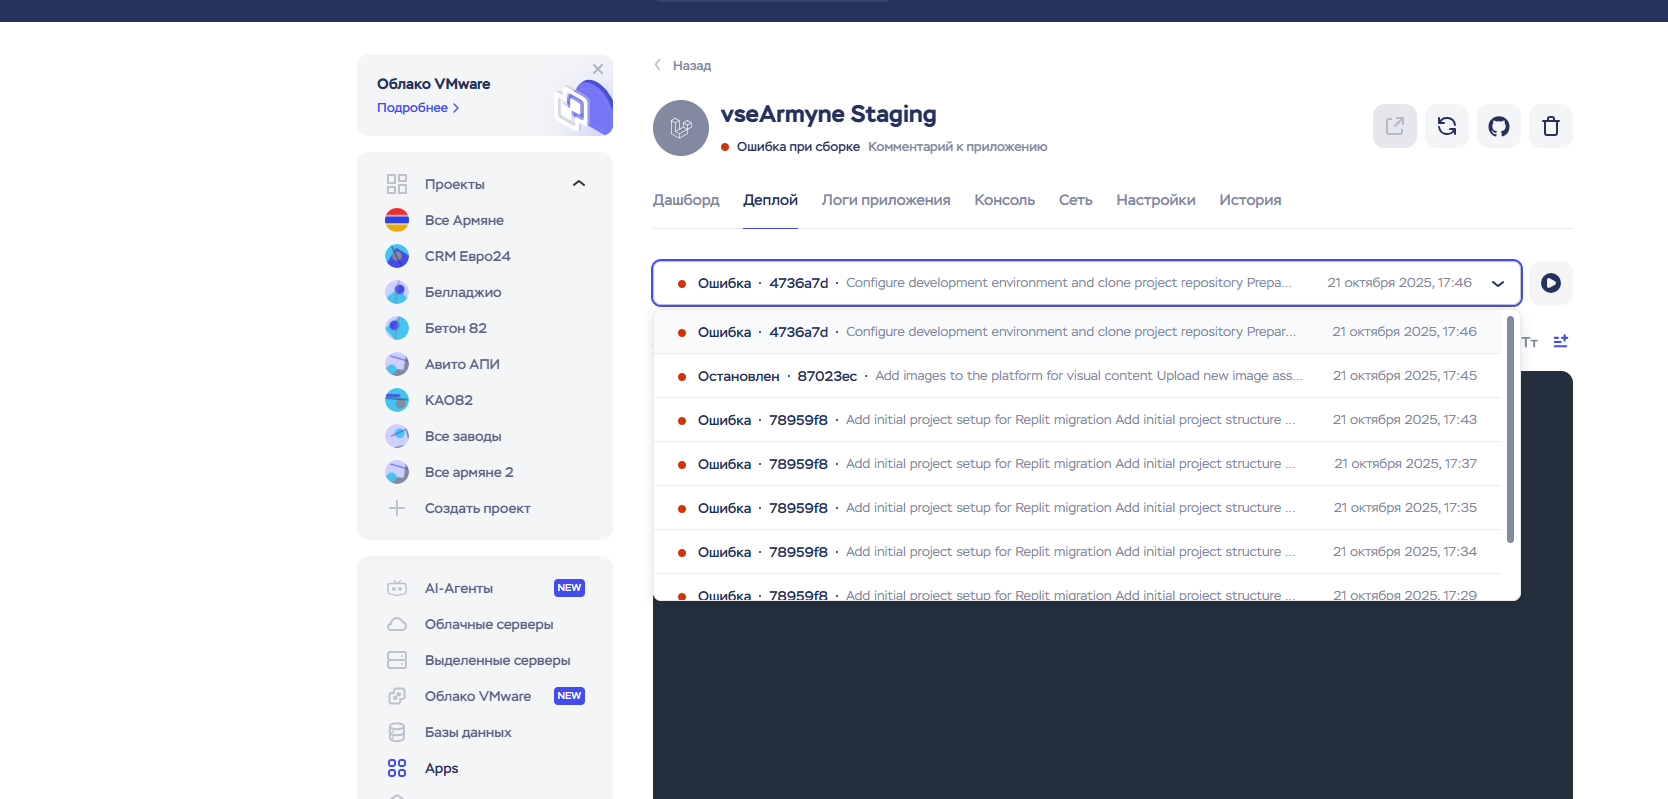 Облако VMware
Подробнее
Проекты
Все Армяне
CRM Евро24
Белладжио
Бетон 82
Авито АПИ
КАО82
Все заводы
Все армяне 2
Создать проект
AI-Агенты NEW
Облачные серверы
Выделенные серверы
Облако VMware NEW
Базы данных
Apps
Назад
vseArmyne Staging
Ошибка при сборке Комментарий к приложению
Дашборд Деплой Логи приложения Консоль Сеть Настройки История
Ошибка · 4736a7d · Configure development environment and clone project repository Prepa... 21 октября 2025, 17:46
Ошибка · 4736a7d · Configure development environment and clone project repository Prepar... 21 октября 2025, 17:46
Тт
Остановлен · 87023ec · Add images to the platform for visual content Upload new image ass... 21 октября 2025, 17:45
Ошибка · 78959f8 · Add initial project setup for Replit migration Add initial project structure ... 21 октября 2025, 17:43
Ошибка · 78959f8 · Add initial project setup for Replit migration Add initial project structure ... 21 октября 2025, 17:37
Ошибка · 78959f8 · Add initial project setup for Replit migration Add initial project structure ... 21 октября 2025, 17:35
Ошибка · 78959f8 · Add initial project setup for Replit migration Add initial project structure ... 21 октября 2025, 17:34
Ошибка · 78959f8 · Add initial project setup for Replit migration Add initial project structure ... 21 октября 2025, 17:29